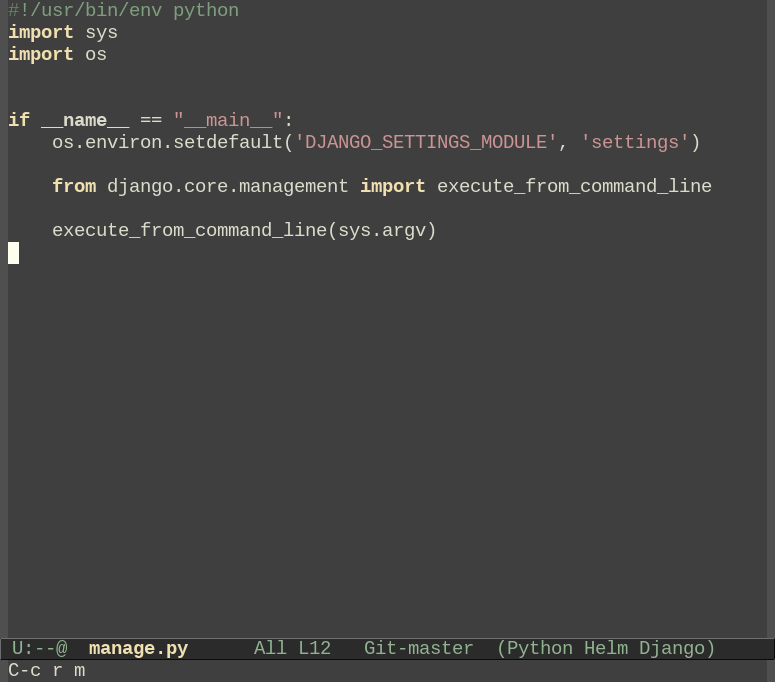 #!/usr/bin/env python
import sys
import os
if __name__ == "__main__":
    os.environ.setdefault('DJANGO_SETTINGS_MODULE', 'settings')
    from django.core.management import execute_from_command_line
    execute_from_command_line(sys.argv)
U:--@  manage.py      All L12   Git-master  (Python Helm Django)
C-c r m